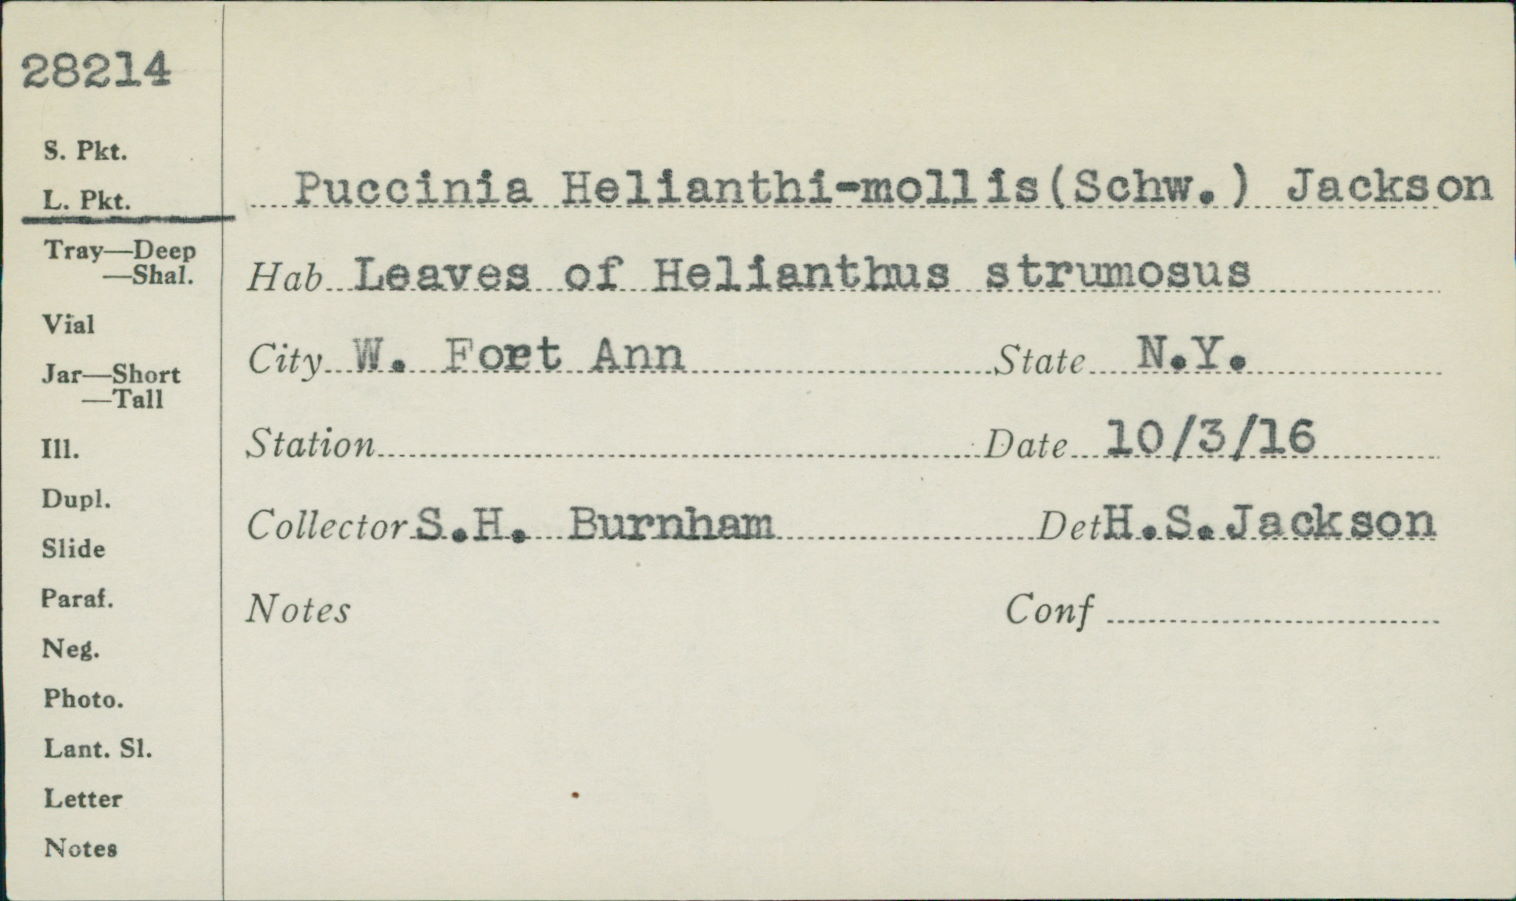 28214
S. Pkt.
L. Pkt.
Tray—Deep
—Shal.
Vial
Jar—Short
—Tall
Ill.
Dupl.
Slide
Paraf.
Neg.
Photo.
Lant. Sl.
Letter
Notes
Puccinia Helianthi-mollis(Schw.) Jackson
Hab Leaves of Helianthus strumosus
City W. Fort Ann State N.Y.
Station Date 10/3/16
Collector S.H. Burnham Det H.S.Jackson
Notes Conf